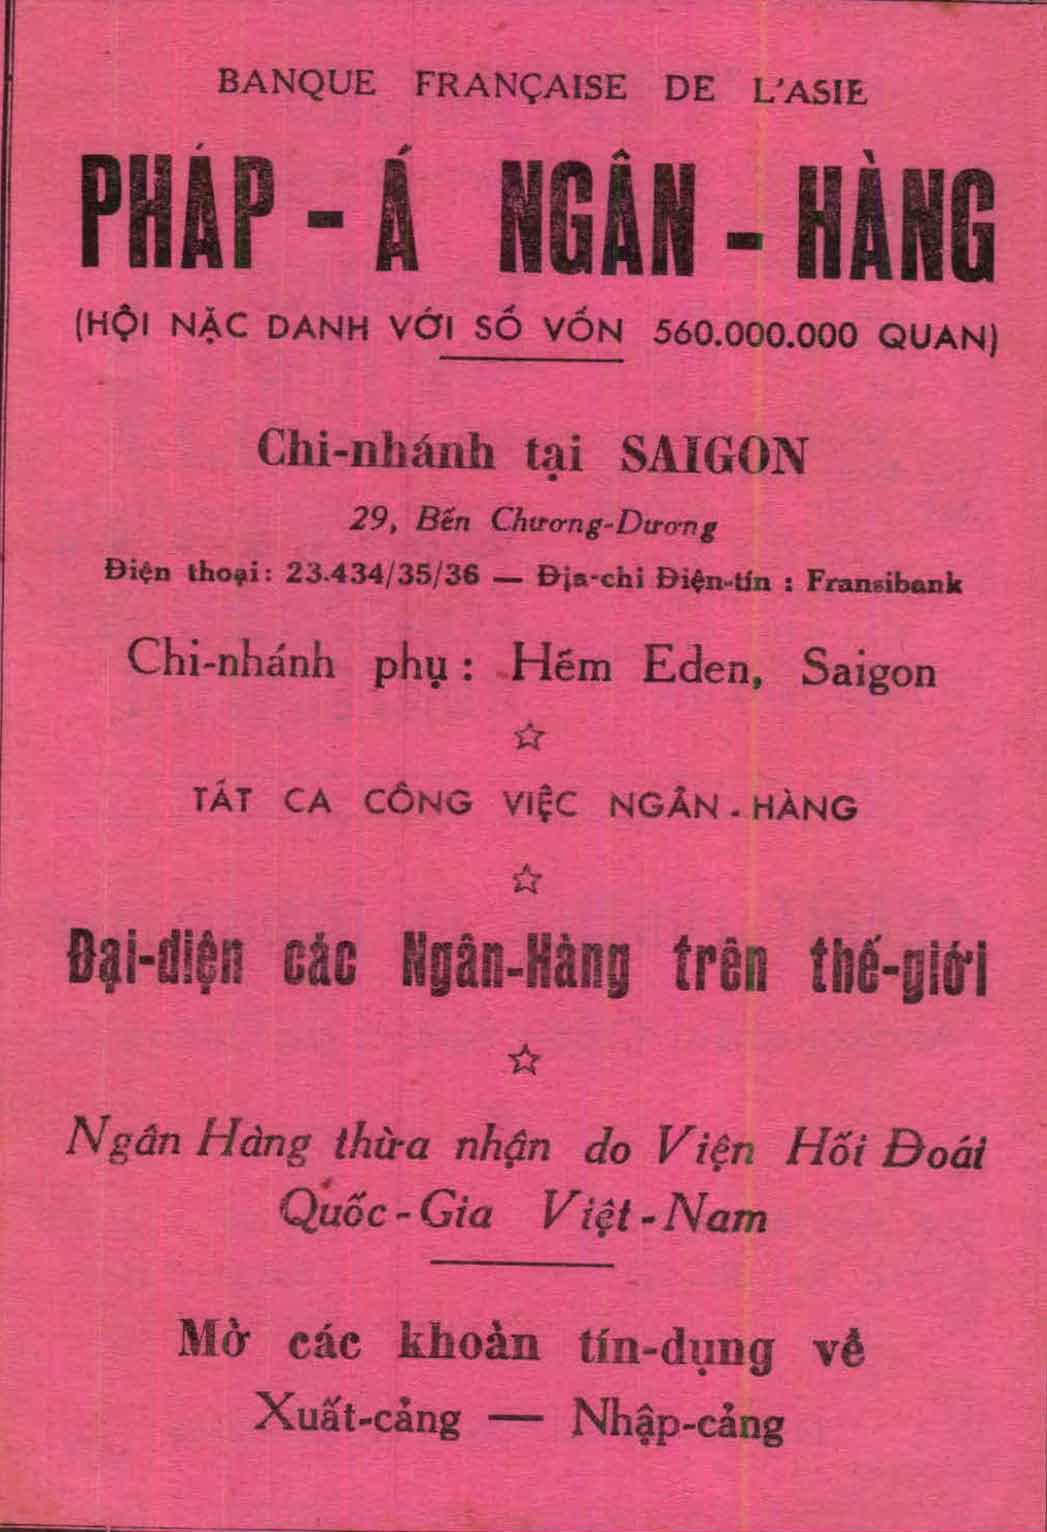 BANQUE FRANÇAISE DE L'ASIE
PHÁP - Á NGÂN - HÀNG
(HỘI NẶC DANH VỚI SỐ VỐN 560.000.000 QUAN)
Chi-nhánh tại SAIGON
29, Bến Chương-Dương
Điện thoại: 23.434/35/36 — Địa-chỉ Điện-tín : Fransibank
Chi-nhánh phụ : Hẻm Eden, Saigon
☆
TẤT CA CÔNG VIỆC NGÂN - HÀNG
☆
Đại-diện các Ngân-Hàng trên thế-giới
☆
Ngân Hàng thừa nhận do Viện Hối Đoái
Quốc - Gia Việt - Nam
Mở các khoản tín-dụng về
Xuất-cảng — Nhập-cảng